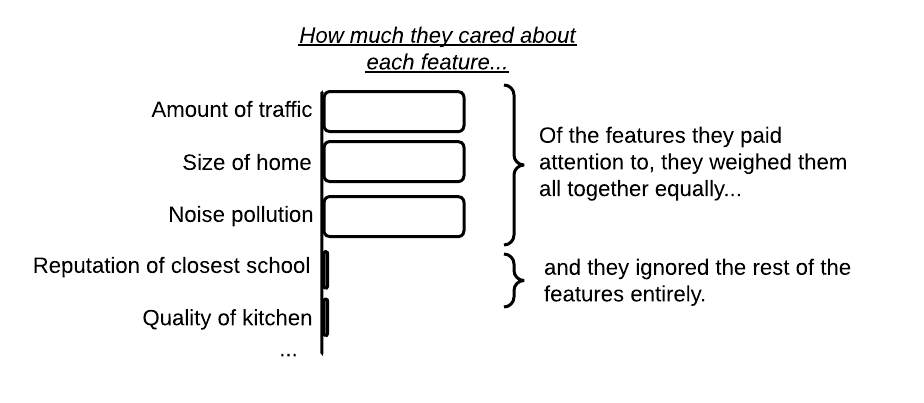 How much they cared about
each feature...
Amount of traffic
Size of home
Noise pollution
Reputation of closest school
Quality of kitchen
...
Of the features they paid
attention to, they weighed them
all together equally...
and they ignored the rest of the
features entirely.